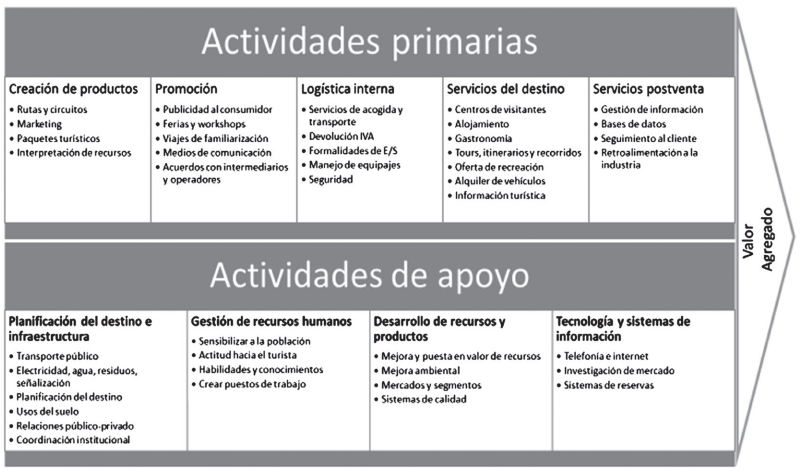 Actividades primarias
Creación de productos
• Rutas y circuitos
• Marketing
• Paquetes turísticos
• Interpretación de recursos
Promoción
• Publicidad al consumidor
• Ferias y workshops
• Viajes de familiarización
• Medios de comunicación
• Acuerdos con intermediarios
y operadores
Logística interna
• Servicios de acogida y
transporte
• Devolución IVA
• Formalidades de E/S
• Manejo de equipajes
• Seguridad
Servicios del destino
• Centros de visitantes
• Alojamiento
• Gastronomía
• Tours, itinerarios y recorridos
• Oferta de recreación
• Alquiler de vehículos
• Información turística
Servicios postventa
• Gestión de información
• Bases de datos
• Seguimiento al cliente
• Retroalimentación a la
industria
Valor
Agregado
Actividades de apoyo
Planificación del destino e
infraestructura
• Transporte público
• Electricidad, agua, residuos,
señalización
• Planificación del destino
• Usos del suelo
• Relaciones público-privado
• Coordinación institucional
Gestión de recursos humanos
• Sensibilizar a la población
• Actitud hacia el turista
• Habilidades y conocimientos
• Crear puestos de trabajo
Desarrollo de recursos y
productos
• Mejora y puesta en valor de recursos
• Mejora ambiental
• Mercados y segmentos
• Sistemas de calidad
Tecnología y sistemas de
información
• Telefonía e internet
• Investigación de mercado
• Sistemas de reservas